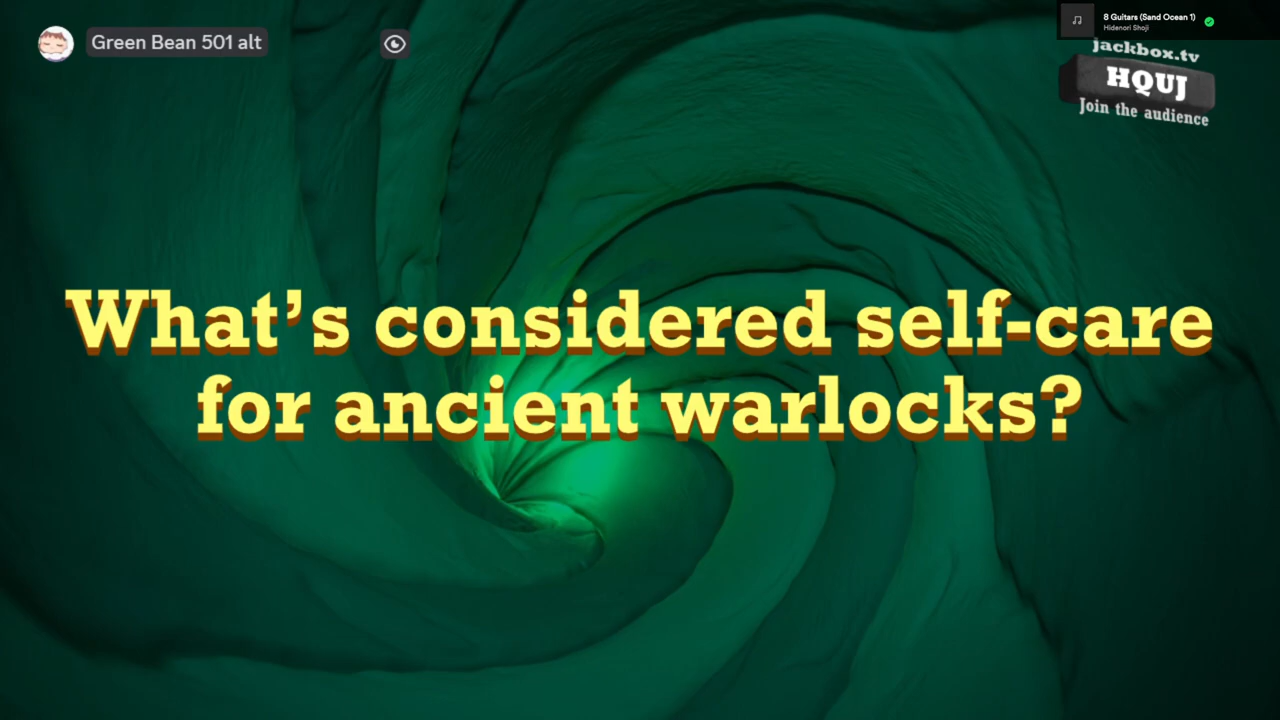 Green Bean 501 alt
8 Guitars (Sand Ocean 1)
Hidenori Shoji
jackbox.tv
HQUJ
Join the audience
What's considered self-care
for ancient warlocks?